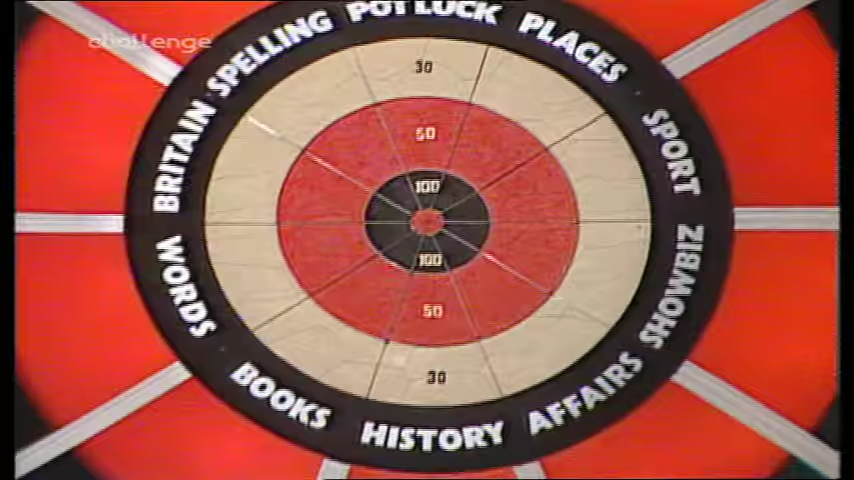 challenge
POT LUCK
PLACES
SPORT
SHOWBIZ
AFFAIRS
HISTORY
BOOKS
WORDS
BRITAIN
SPELLING
30
50
100
100
50
30